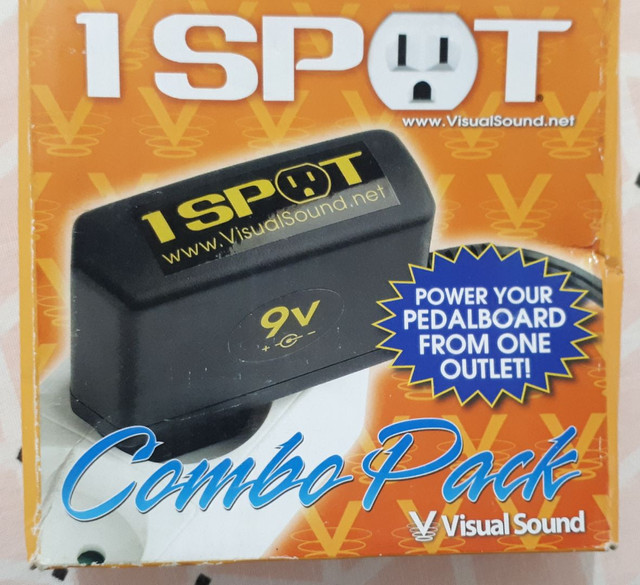 1 SPOT
www.VisualSound.net
1 SPOT
www.VisualSound.net
9V
+ -
POWER YOUR
PEDALBOARD
FROM ONE
OUTLET!
Combo Pack
Visual Sound